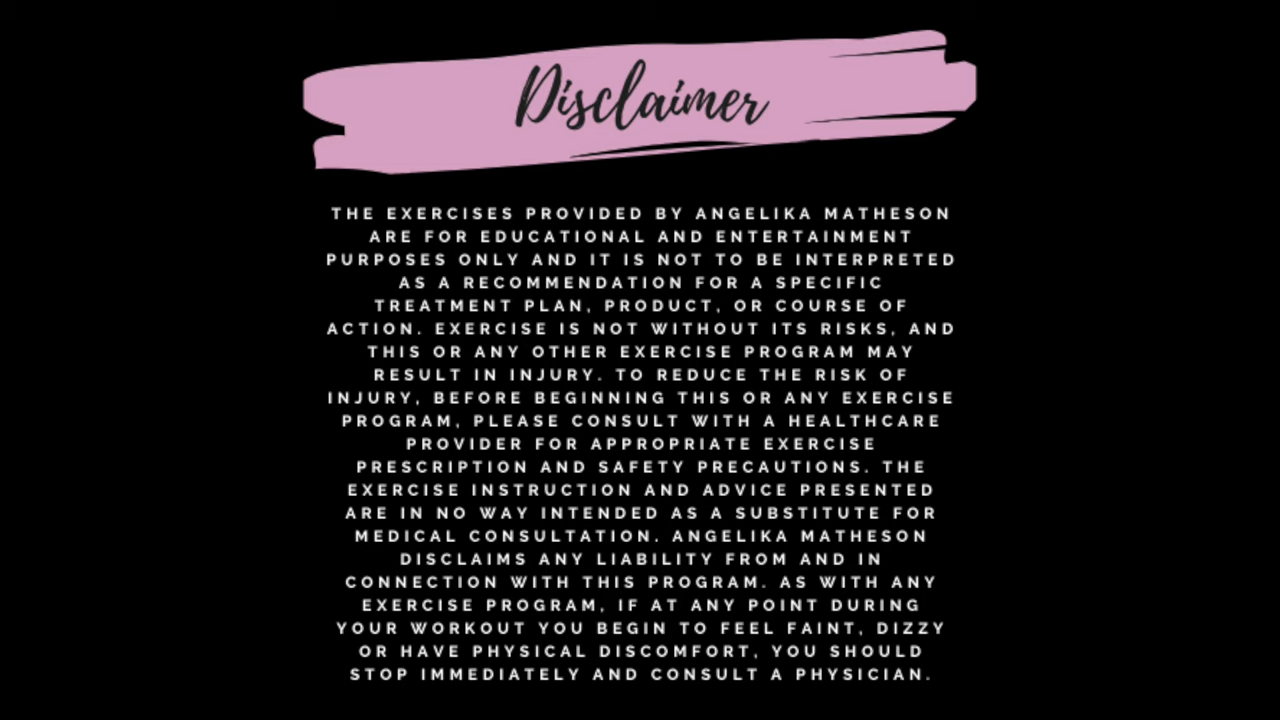 Disclaimer
THE EXERCISES PROVIDED BY ANGELIKA MATHESON
ARE FOR EDUCATIONAL AND ENTERTAINMENT
PURPOSES ONLY AND IT IS NOT TO BE INTERPRETED
AS A RECOMMENDATION FOR A SPECIFIC
TREATMENT PLAN, PRODUCT, OR COURSE OF
ACTION. EXERCISE IS NOT WITHOUT ITS RISKS, AND
THIS OR ANY OTHER EXERCISE PROGRAM MAY
RESULT IN INJURY. TO REDUCE THE RISK OF
INJURY, BEFORE BEGINNING THIS OR ANY EXERCISE
PROGRAM, PLEASE CONSULT WITH A HEALTHCARE
PROVIDER FOR APPROPRIATE EXERCISE
PRESCRIPTION AND SAFETY PRECAUTIONS. THE
EXERCISE INSTRUCTION AND ADVICE PRESENTED
ARE IN NO WAY INTENDED AS A SUBSTITUTE FOR
MEDICAL CONSULTATION. ANGELIKA MATHESON
DISCLAIMS ANY LIABILITY FROM AND IN
CONNECTION WITH THIS PROGRAM. AS WITH ANY
EXERCISE PROGRAM, IF AT ANY POINT DURING
YOUR WORKOUT YOU BEGIN TO FEEL FAINT, DIZZY
OR HAVE PHYSICAL DISCOMFORT, YOU SHOULD
STOP IMMEDIATELY AND CONSULT A PHYSICIAN.